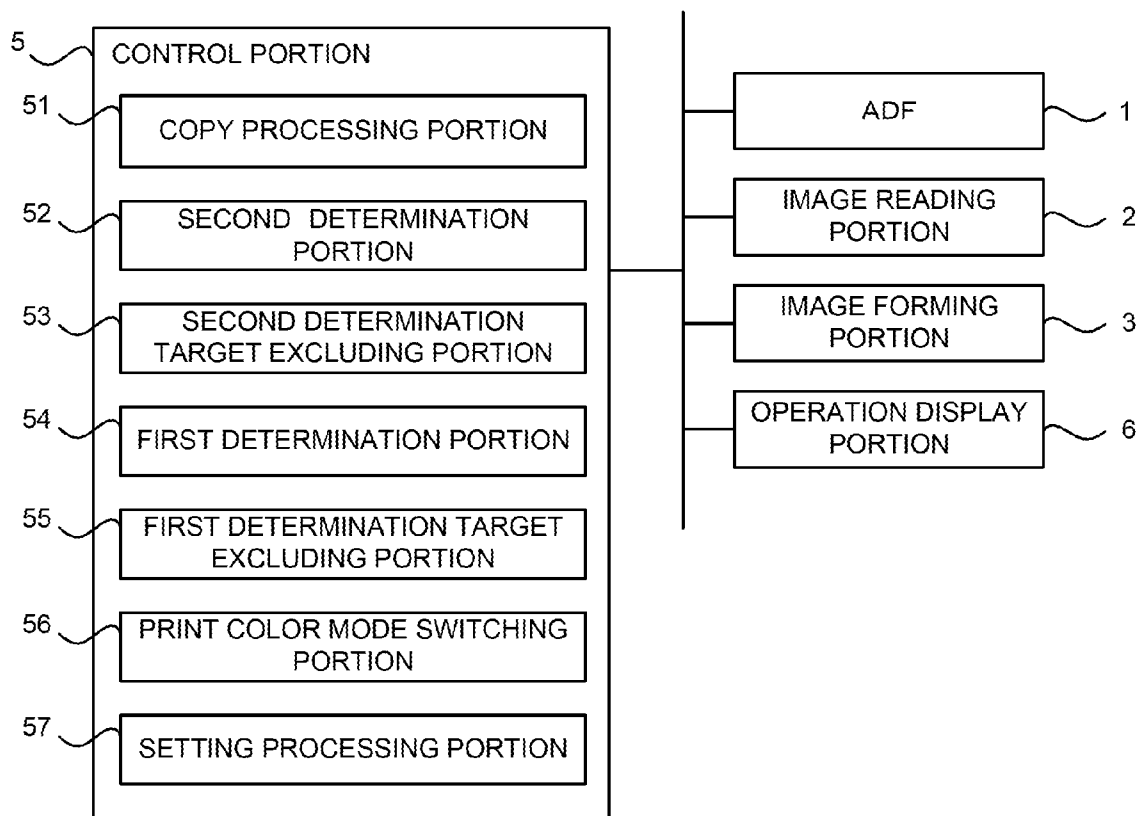 5
CONTROL PORTION
51
COPY PROCESSING PORTION
52
SECOND DETERMINATION
PORTION
53
SECOND DETERMINATION
TARGET EXCLUDING PORTION
54
FIRST DETERMINATION PORTION
55
FIRST DETERMINATION TARGET
EXCLUDING PORTION
56
PRINT COLOR MODE SWITCHING
PORTION
57
SETTING PROCESSING PORTION
ADF
1
IMAGE READING
PORTION
2
IMAGE FORMING
PORTION
3
OPERATION DISPLAY
PORTION
6